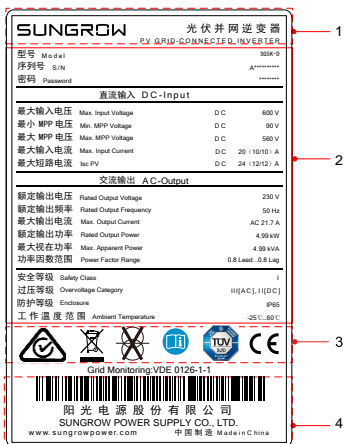 SUNGROW 光伏并网逆变器
PV GRID-CONNECTED INVERTER
型号 Model SG5K-D
序列号 S/N A**********
密码 Password ********
直流输入 DC-Input
最大输入电压 Max. Input Voltage DC 600 V
最小 MPP 电压 Min. MPP Voltage DC 90 V
最大 MPP 电压 Max. MPP Voltage DC 560 V
最大输入电流 Max. Input Current DC 20 (10/10) A
最大短路电流 Isc PV DC 24 (12/12) A
交流输出 AC-Output
额定输出电压 Rated Output Voltage 230 V
额定输出频率 Rated Output Frequency 50 Hz
最大输出电流 Max. Output Current AC 21.7 A
额定输出功率 Rated Output Power 4.99 kW
最大视在功率 Max. Apparent Power 4.99 kVA
功率因数范围 Power Factor Range 0.8 Lead...0.8 Lag
安全等级 Safety Class I
过压等级 Overvoltage Category III[AC], II[DC]
防护等级 Enclosure IP65
工作温度范围 Ambient Temperature -25℃...60℃
TÜV SÜD CE
Grid Monitoring:VDE 0126-1-1
阳光电源股份有限公司
SUNGROW POWER SUPPLY CO., LTD.
www.sungrowpower.com 中国制造 Made in China
1
2
3
4